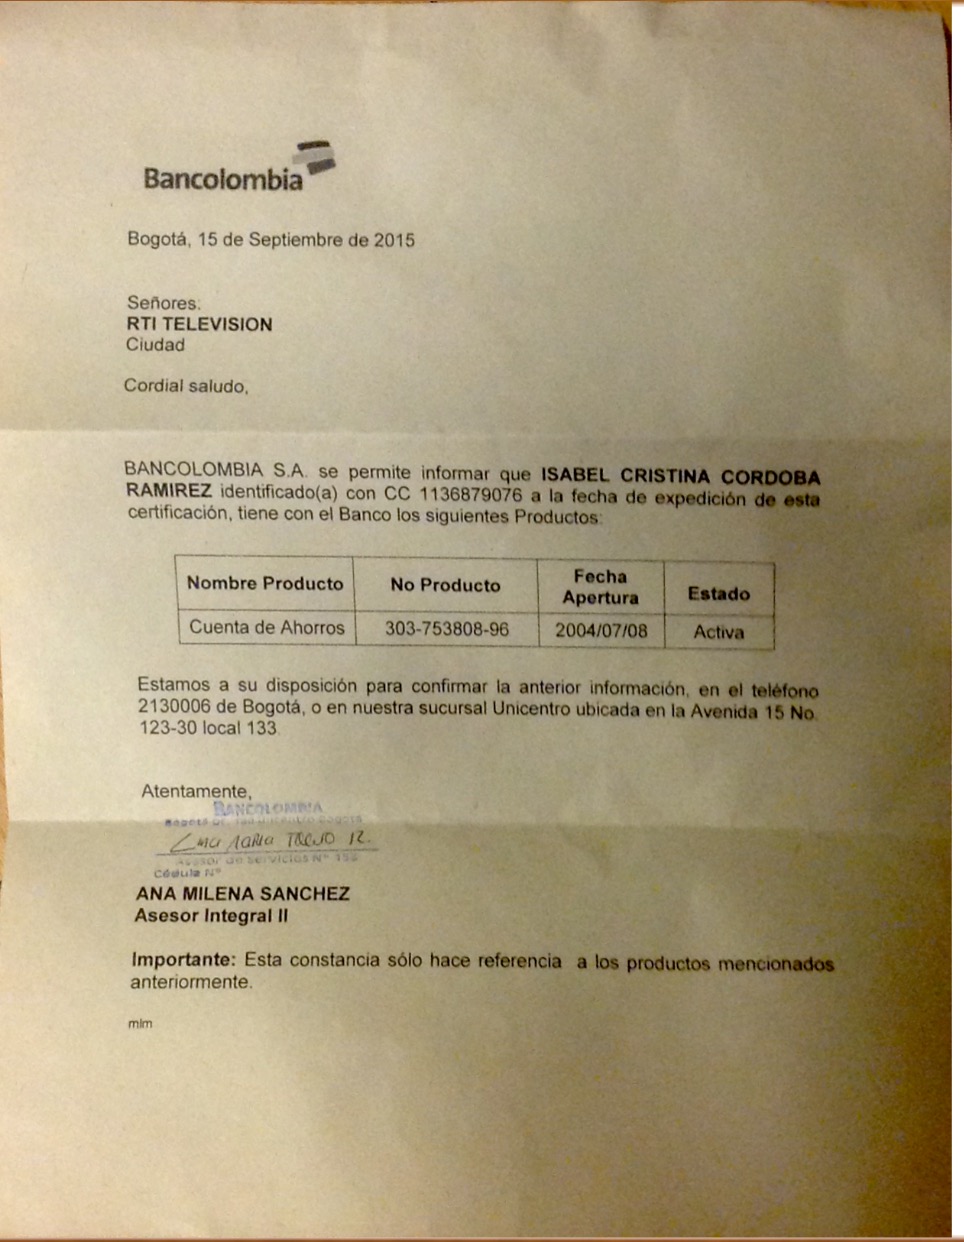 Bancolombia
Bogotá, 15 de Septiembre de 2015
Señores:
RTI TELEVISION
Ciudad
Cordial saludo,
BANCOLOMBIA S.A. se permite informar que ISABEL CRISTINA CORDOBA
RAMIREZ identificado(a) con CC 1136879076 a la fecha de expedición de esta
certificación, tiene con el Banco los siguientes Productos:
Nombre Producto No Producto Fecha Apertura Estado
Cuenta de Ahorros 303-753808-96 2004/07/08 Activa
Estamos a su disposición para confirmar la anterior información, en el teléfono
2130006 de Bogotá, o en nuestra sucursal Unicentro ubicada en la Avenida 15 No.
123-30 local 133.
Atentamente,
BANCOLOMBIA
Asesor de Servicios Nº
Cédula Nº
ANA MILENA SANCHEZ
Asesor Integral II
Importante: Esta constancia sólo hace referencia a los productos mencionados
anteriormente.
mlm